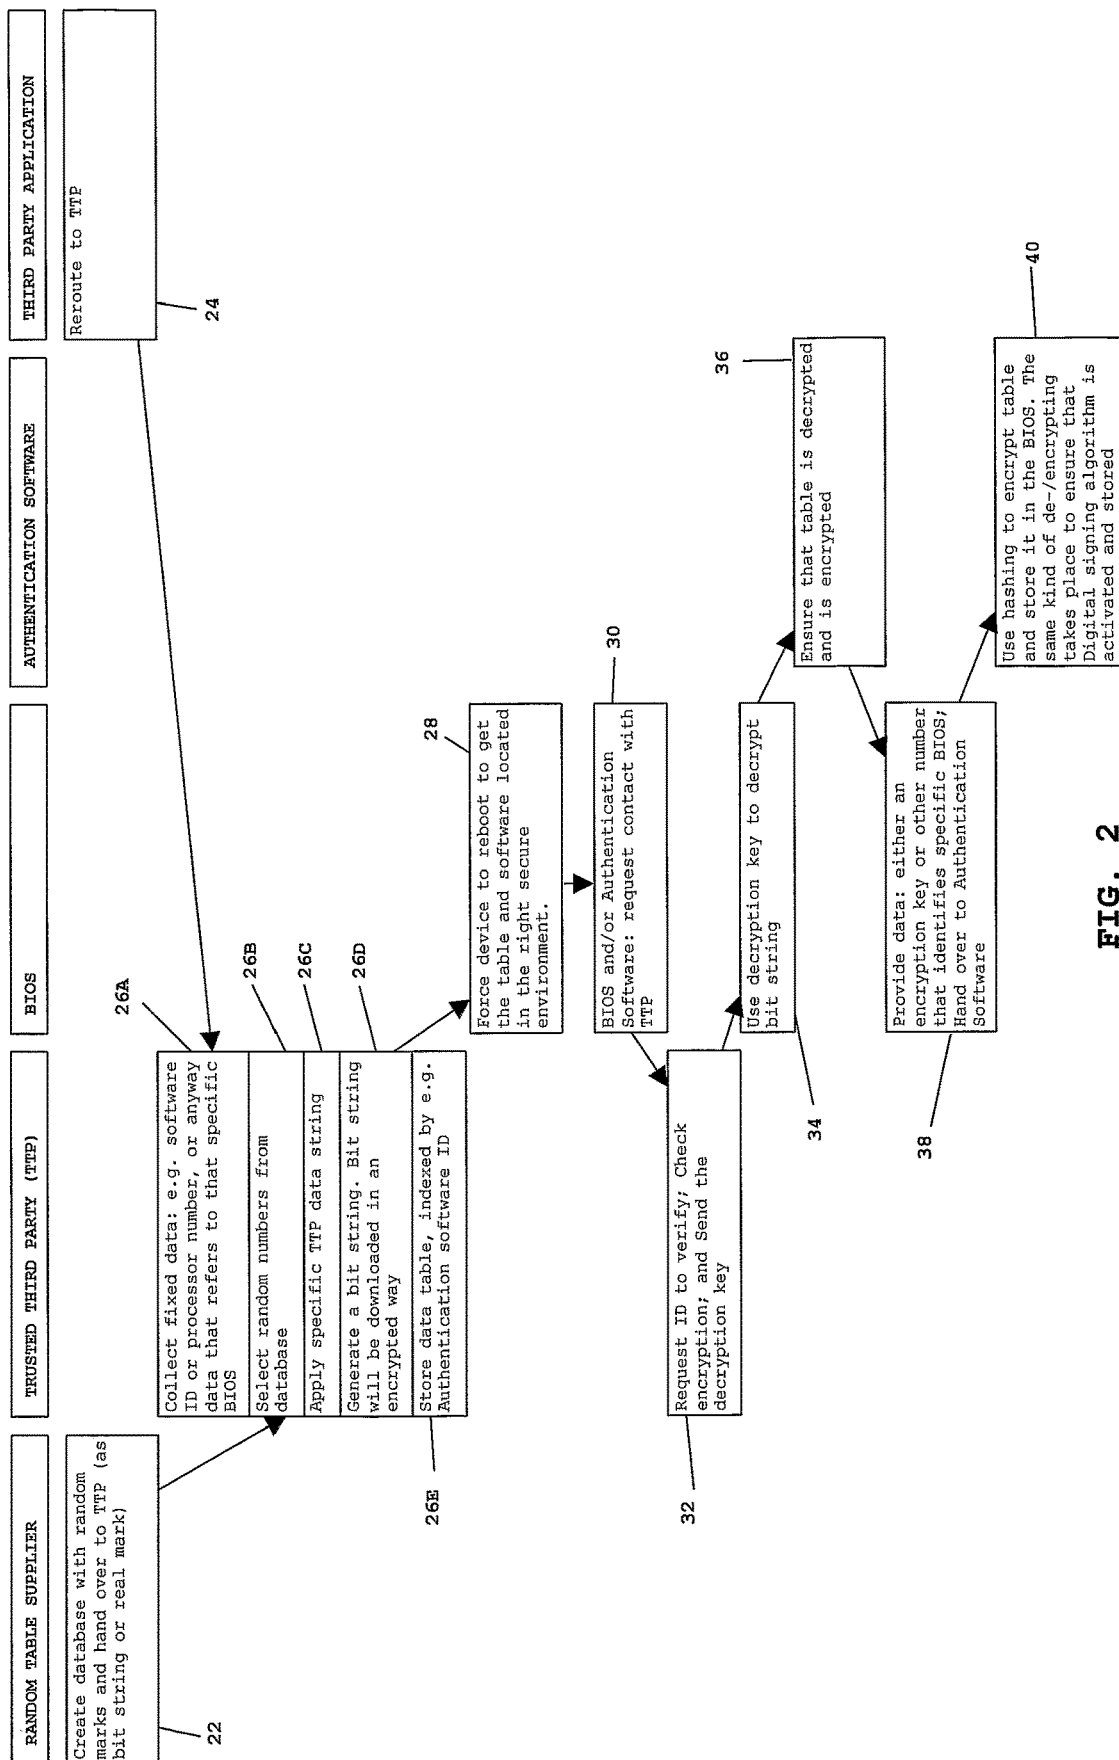 RANDOM TABLE SUPPLIER
TRUSTED THIRD PARTY (TTP)
BIOS
AUTHENTICATION SOFTWARE
THIRD PARTY APPLICATION
Create database with random
marks and hand over to TTP (as
bit string or real mark)
22
Reroute to TTP
24
Collect fixed data: e.g. software
ID or processor number, or anyway
data that refers to that specific
BIOS
26A
Select random numbers from
database
26B
Apply specific TTP data string
26C
Generate a bit string. Bit string
will be downloaded in an
encrypted way
26D
Store data table, indexed by e.g.
Authentication software ID
26E
Force device to reboot to get
the table and software located
in the right secure
environment.
28
BIOS and/or Authentication
Software: request contact with
TTP
30
Request ID to verify; Check
encryption; and Send the
decryption key
32
Use decryption key to decrypt
bit string
34
Ensure that table is decrypted
and is encrypted
36
Provide data: either an
encryption key or other number
that identifies specific BIOS;
Hand over to Authentication
Software
38
Use hashing to encrypt table
and store it in the BIOS. The
same kind of de-/encrypting
takes place to ensure that
Digital signing algorithm is
activated and stored
40
FIG. 2